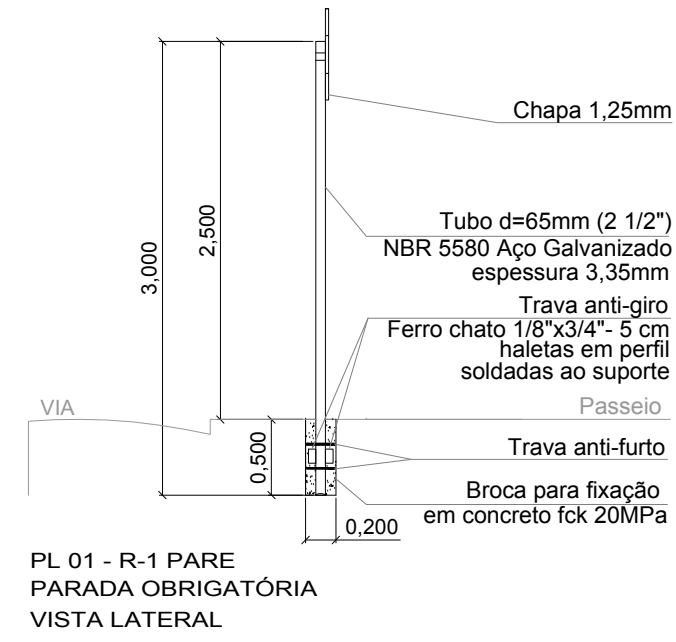 Chapa 1,25mm
3,000
2,500
Tubo d=65mm (2 1/2")
NBR 5580 Aço Galvanizado
espessura 3,35mm
Trava anti-giro
Ferro chato 1/8"x3/4"- 5 cm
haletas em perfil
soldadas ao suporte
VIA
Passeio
0,500
Trava anti-furto
Broca para fixação
em concreto fck 20MPa
0,200
PL 01 - R-1 PARE
PARADA OBRIGATÓRIA
VISTA LATERAL